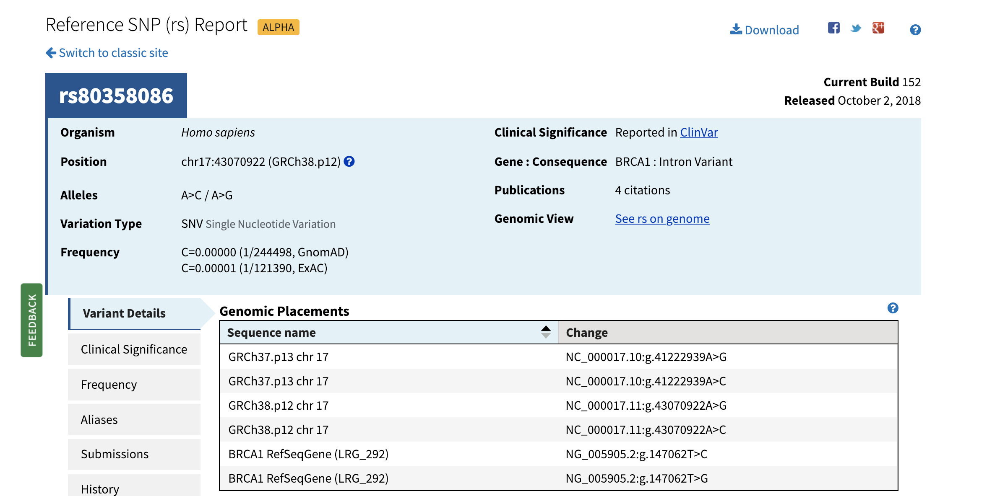 Reference SNP (rs) Report ALPHA
Download
Switch to classic site
rs80358086
Current Build 152
Released October 2, 2018
Organism Homo sapiens
Position chr17:43070922 (GRCh38.p12)
Alleles A>C / A>G
Variation Type SNV Single Nucleotide Variation
Frequency C=0.00000 (1/244498, GnomAD)
C=0.00001 (1/121390, ExAC)
Clinical Significance Reported in ClinVar
Gene : Consequence BRCA1 : Intron Variant
Publications 4 citations
Genomic View See rs on genome
FEEDBACK
Variant Details
Clinical Significance
Frequency
Aliases
Submissions
History
Genomic Placements
Sequence name Change
GRCh37.p13 chr 17 NC_000017.10:g.41222939A>G
GRCh37.p13 chr 17 NC_000017.10:g.41222939A>C
GRCh38.p12 chr 17 NC_000017.11:g.43070922A>G
GRCh38.p12 chr 17 NC_000017.11:g.43070922A>C
BRCA1 RefSeqGene (LRG_292) NG_005905.2:g.147062T>C
BRCA1 RefSeqGene (LRG_292) NG_005905.2:g.147062T>G